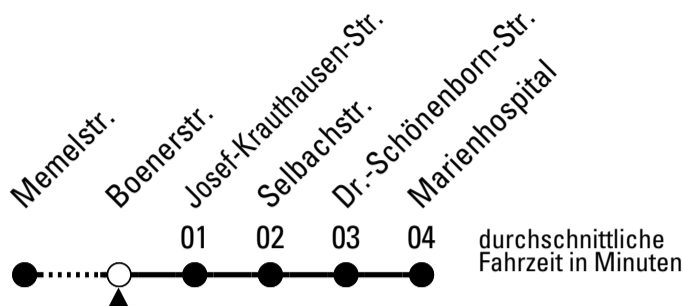 Memelstr.
Boenerstr.
Josef-Krauthausen-Str.
Selbachstr.
Dr.-Schönenborn-Str.
Marienhospital
01 02 03 04
durchschnittliche
Fahrzeit in Minuten